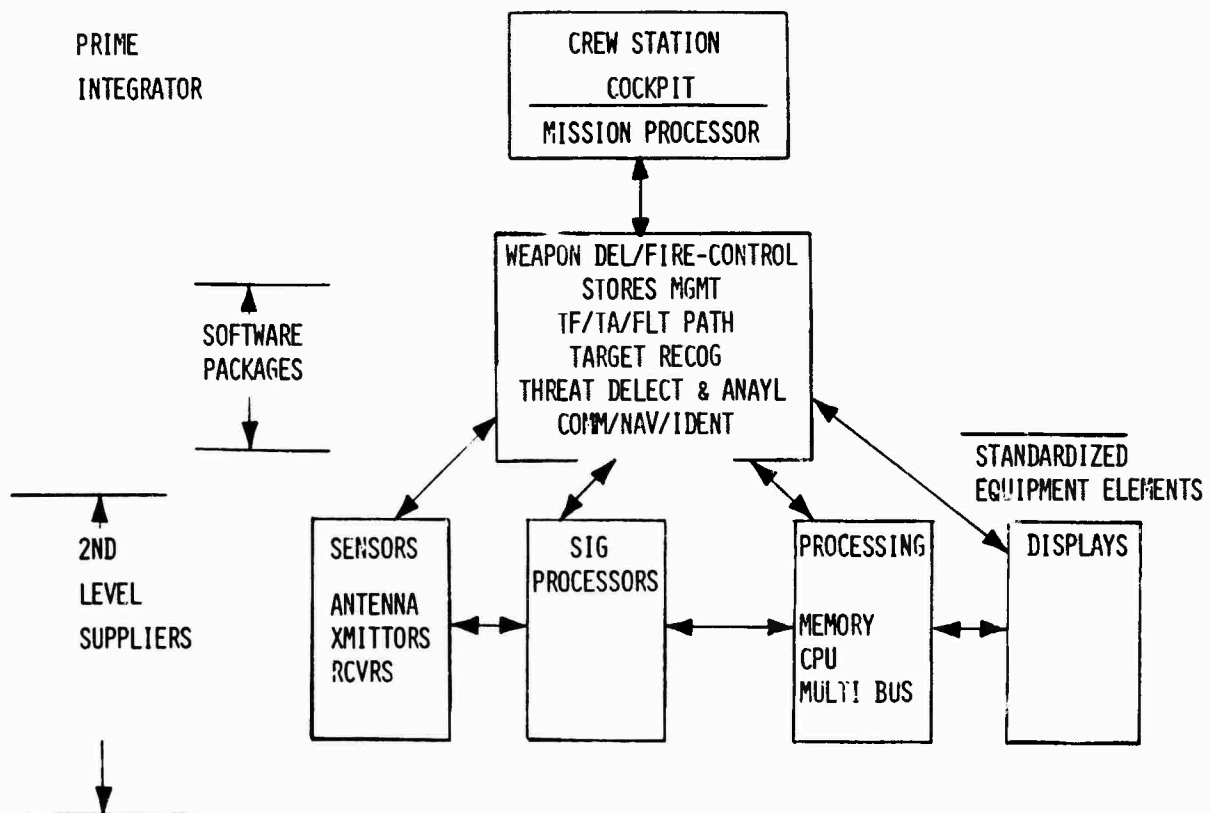 PRIME
INTEGRATOR
CREW STATION
COCKPIT
MISSION PROCESSOR
WEAPON DEL/FIRE-CONTROL
STORES MGMT
TF/TA/FLT PATH
TARGET RECOG
THREAT DELECT & ANAYL
COMM/NAV/IDENT
SOFTWARE
PACKAGES
STANDARDIZED
EQUIPMENT ELEMENTS
2ND
LEVEL
SUPPLIERS
SENSORS
ANTENNA
XMITTORS
RCVRS
SIG
PROCESSORS
PROCESSING
MEMORY
CPU
MULTI BUS
DISPLAYS